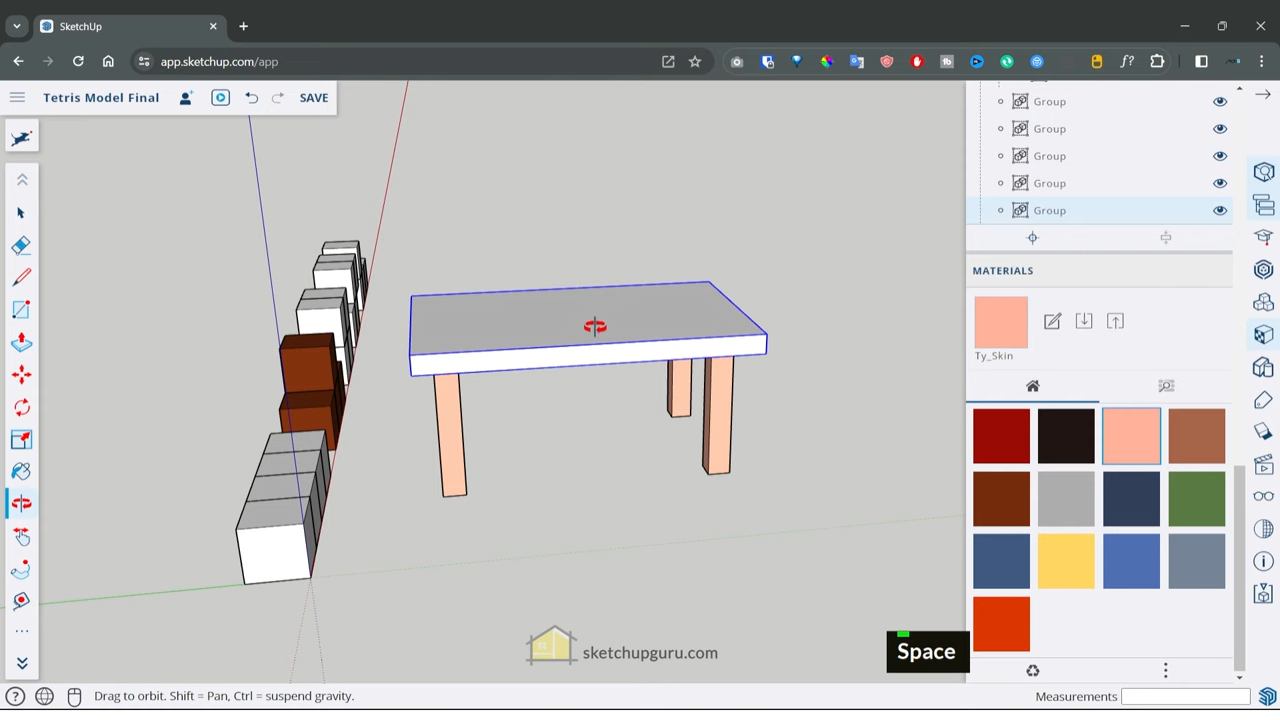 SketchUp
app.sketchup.com/app
f?
Tetris Model Final
SAVE
Group
Group
Group
Group
Group
MATERIALS
Ty_Skin
sketchupguru.com
Space
Drag to orbit. Shift = Pan, Ctrl = suspend gravity.
Measurements